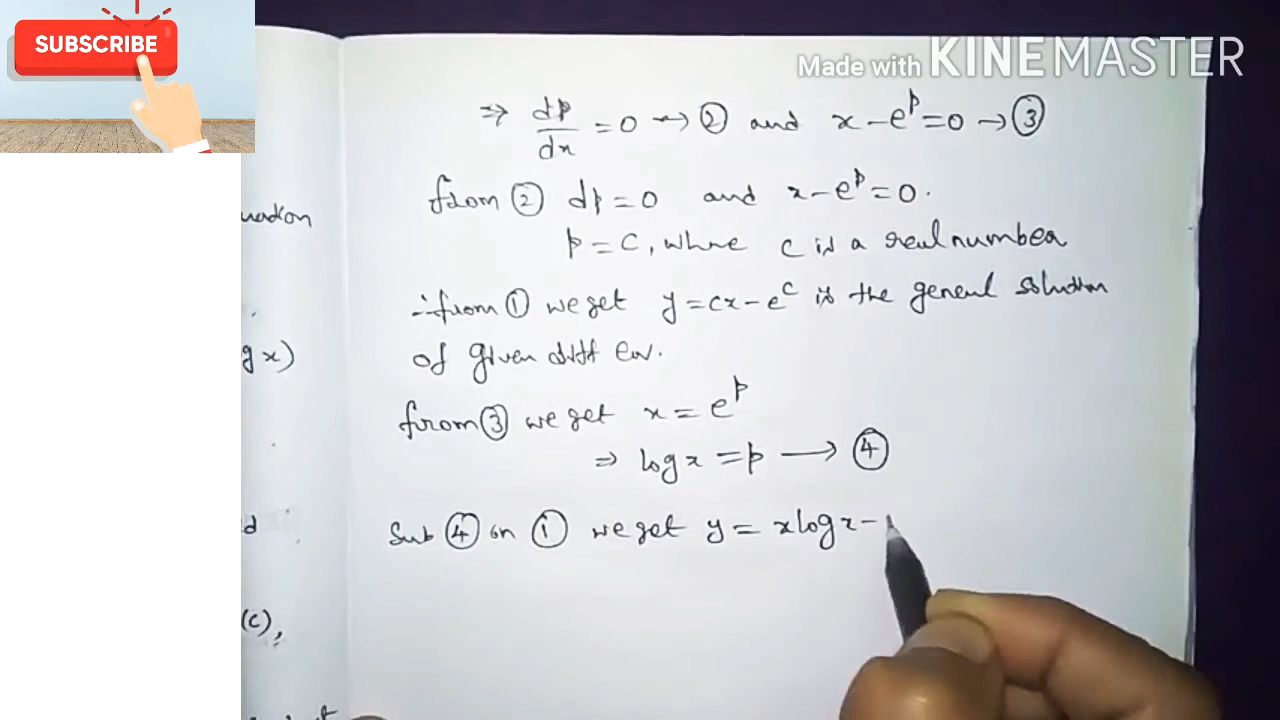 SUBSCRIBE
Made with KINEMASTER
⇒ dp/dx = 0 → ② and x - e^p = 0 → ③
from ② dp = 0 and x - e^p = 0.
p = c, where c is a real number
∴ from ① we get y = cx - e^c is the general solution
of given diff
from ③ we get x = e^p
⇒ log x = p → ④
Sub ④ in ① we get y = x log x -
g x)
(c),